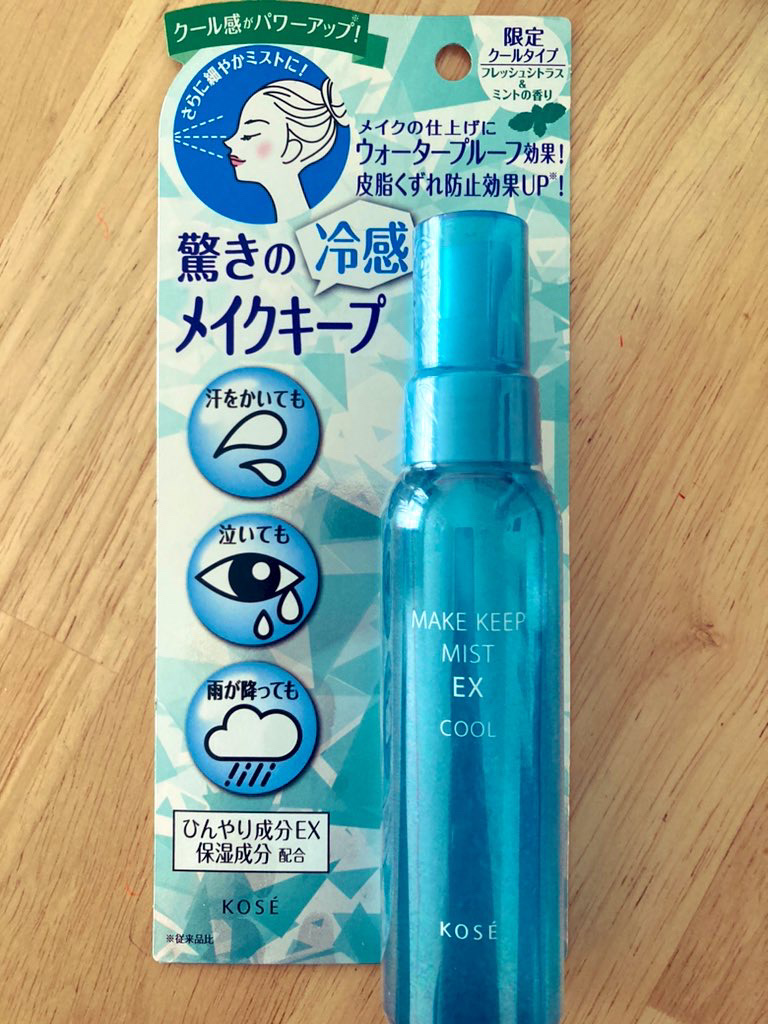 クール感がパワーアップ!※
さらに細やかミストに!
限定
クールタイプ
フレッシュシトラス
&
ミントの香り
メイクの仕上げに
ウォータープルーフ効果!
皮脂くずれ防止効果UP※!
驚きの冷感
メイクキープ
汗をかいても
泣いても
雨が降っても
ひんやり成分EX
保湿成分 配合
KOSÉ
※従来品比
MAKE KEEP
MIST
EX
COOL
KOSÉ